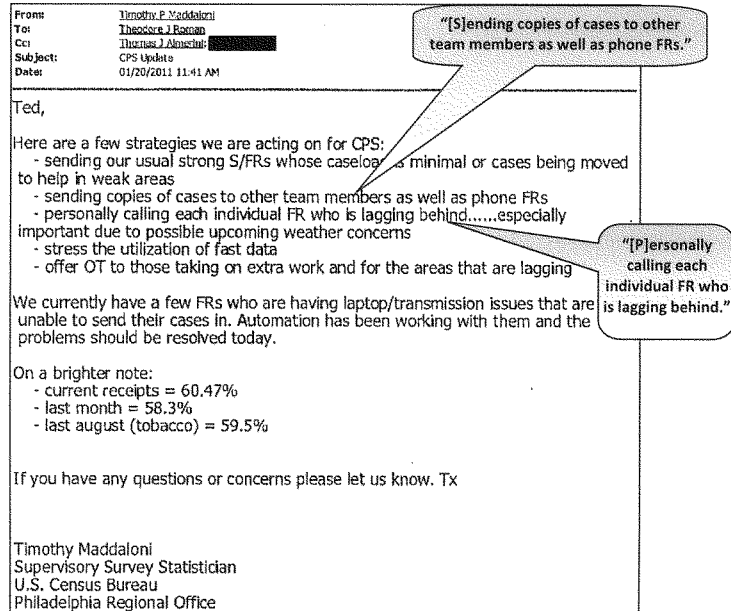 From: Timothy P Maddaloni
To: Theodore J Roman
Cc: Thomas J Almerini;
Subject: CPS Update
Date: 01/20/2011 11:41 AM
"[S]ending copies of cases to other
team members as well as phone FRs."
Ted,
Here are a few strategies we are acting on for CPS:
- sending our usual strong S/FRs whose minimal or cases being moved
to help in weak areas
- sending copies of cases to other team members as well as phone FRs
- personally calling each individual FR who is lagging behind......especially
important due to possible upcoming weather concerns
- stress the utilization of fast data
- offer OT to those taking on extra work and for the areas that are lagging
"[P]ersonally
calling each
individual FR who
is lagging behind."
We currently have a few FRs who are having laptop/transmission issues that are
unable to send their cases in. Automation has been working with them and the
problems should be resolved today.
On a brighter note:
- current receipts = 60.47%
- last month = 58.3%
- last august (tobacco) = 59.5%
If you have any questions or concerns please let us know. Tx
Timothy Maddaloni
Supervisory Survey Statistician
U.S. Census Bureau
Philadelphia Regional Office